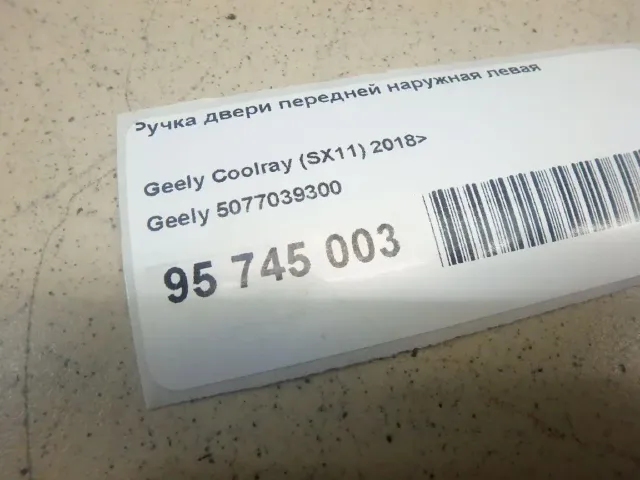 Ручка двери передней наружная левая
Geely Coolray (SX11) 2018>
Geely 5077039300
95 745 003